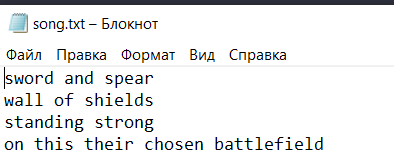 song.txt – Блокнот
Файл Правка Формат Вид Справка
sword and spear
wall of shields
standing strong
on this their chosen battlefield